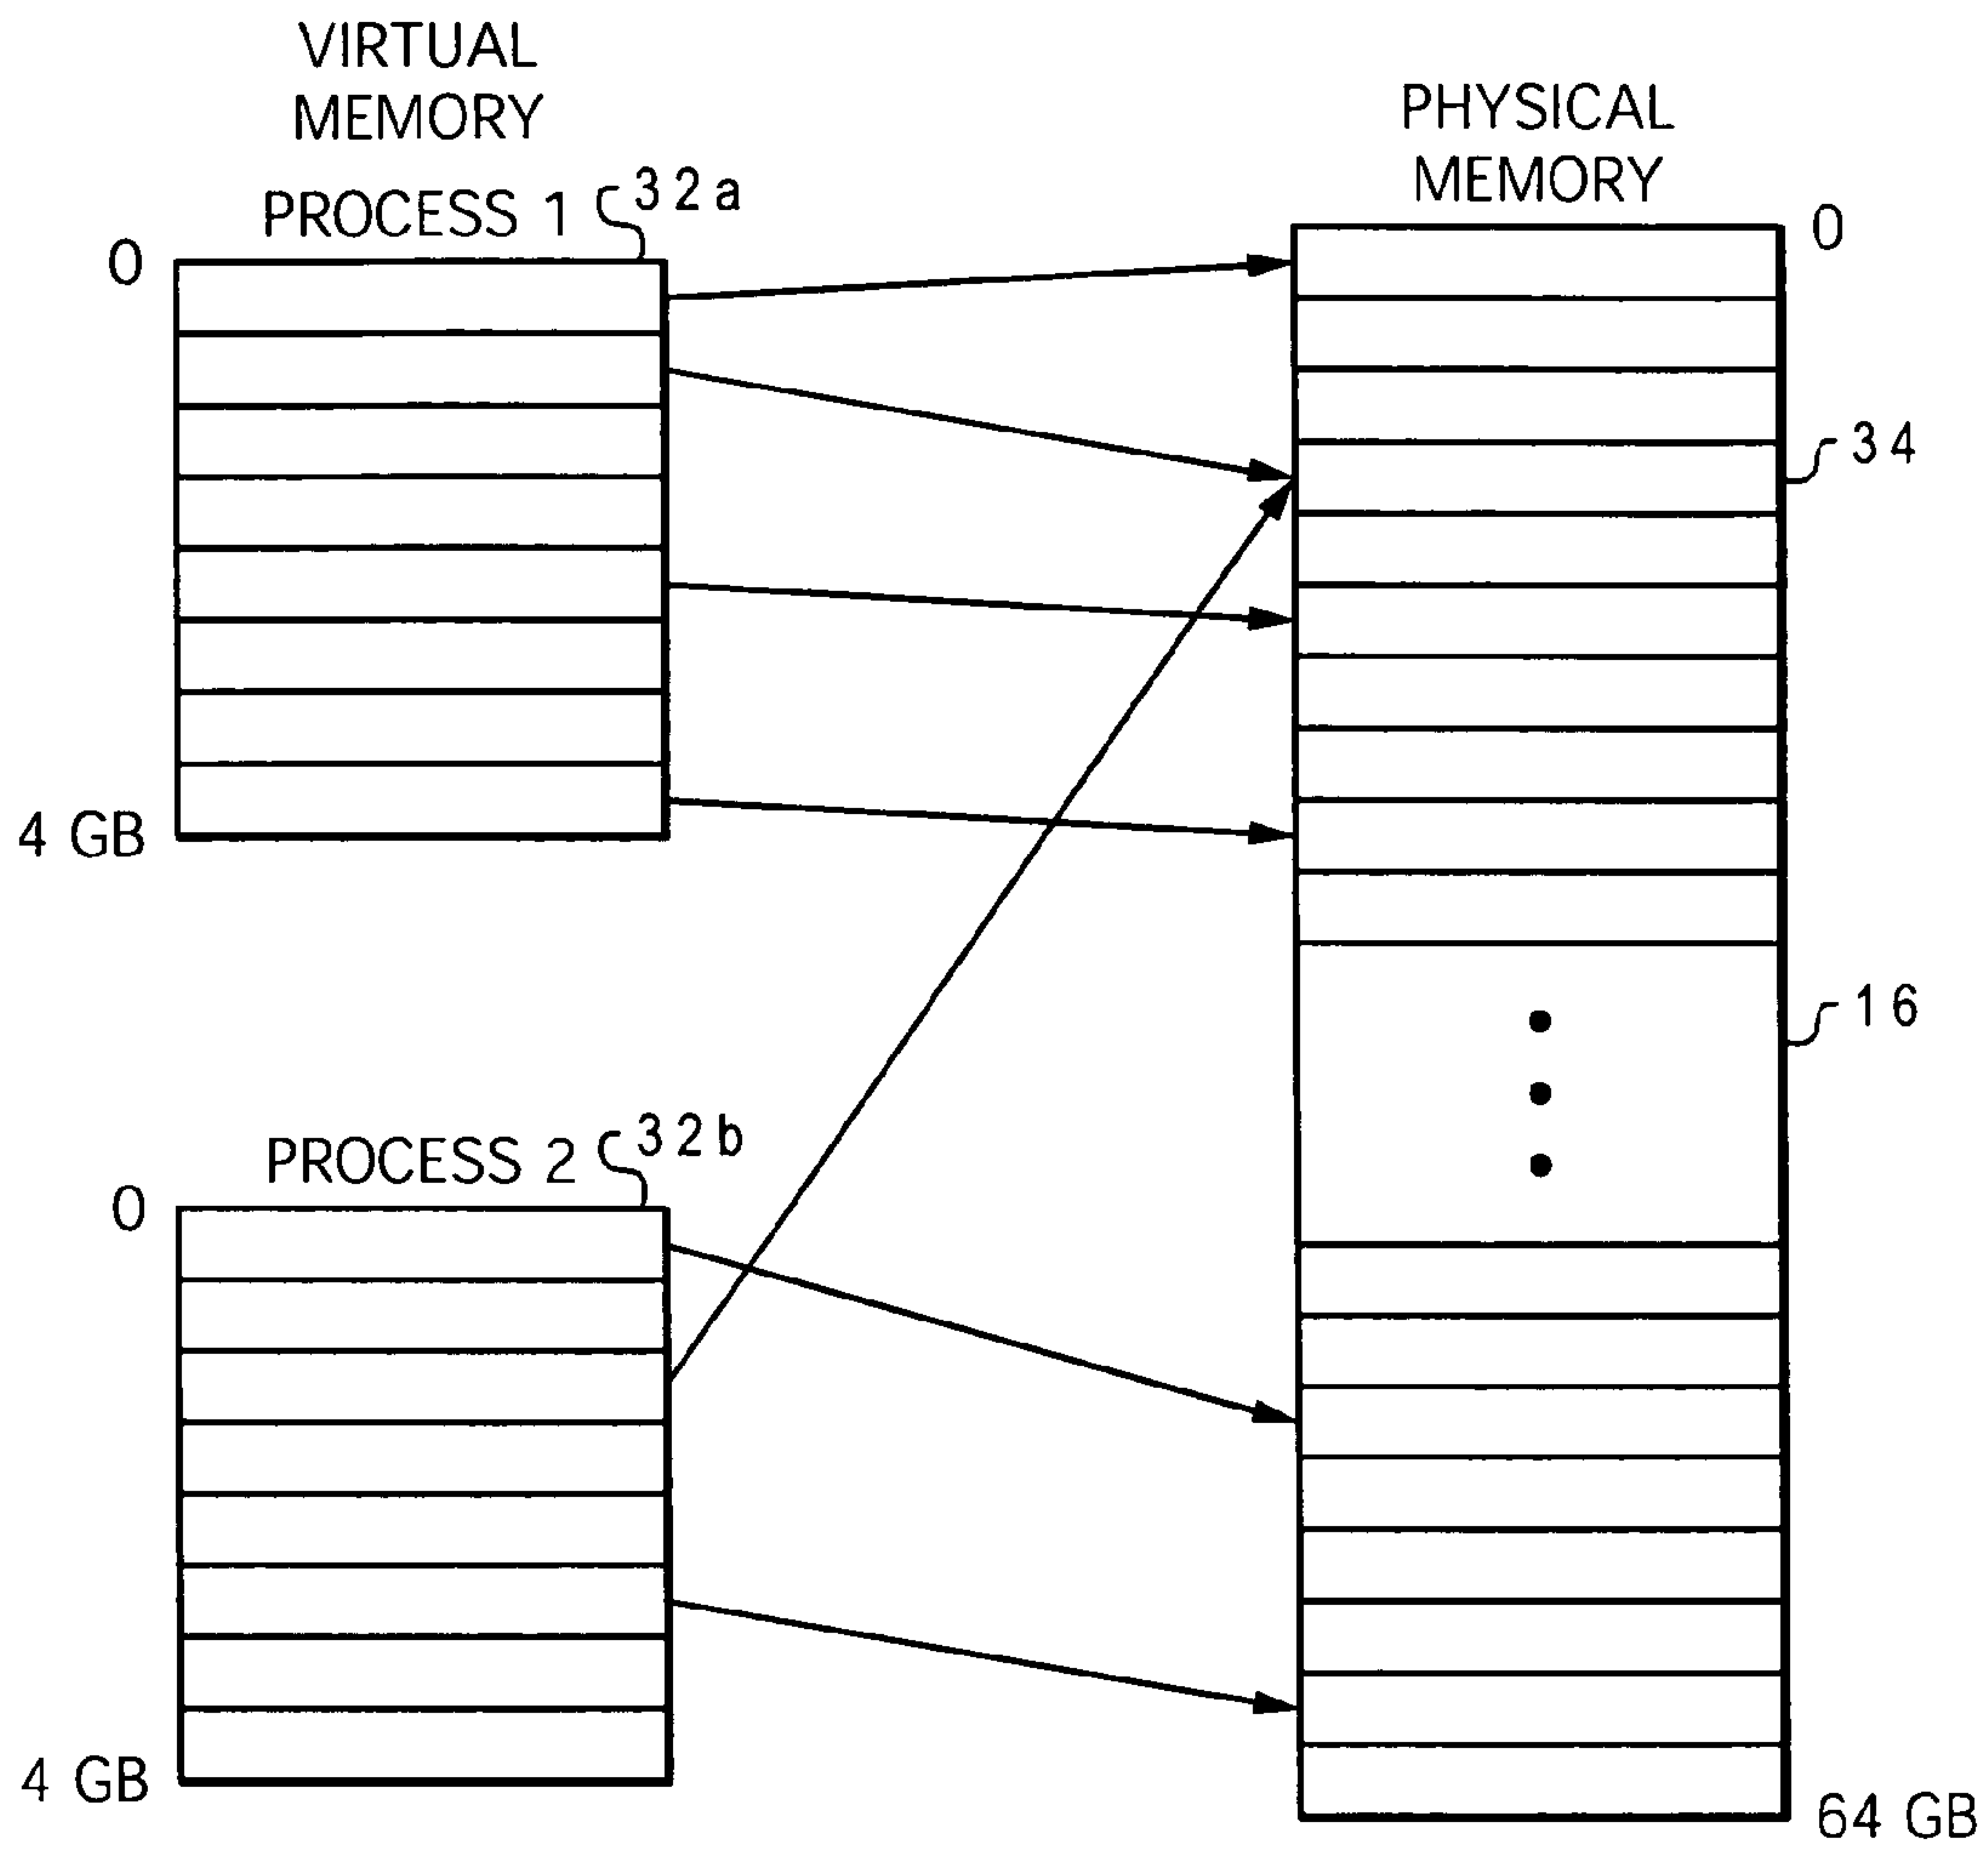 VIRTUAL
MEMORY
PROCESS 1
32a
0
4 GB
PROCESS 2
32b
0
4 GB
PHYSICAL
MEMORY
0
34
16
64 GB